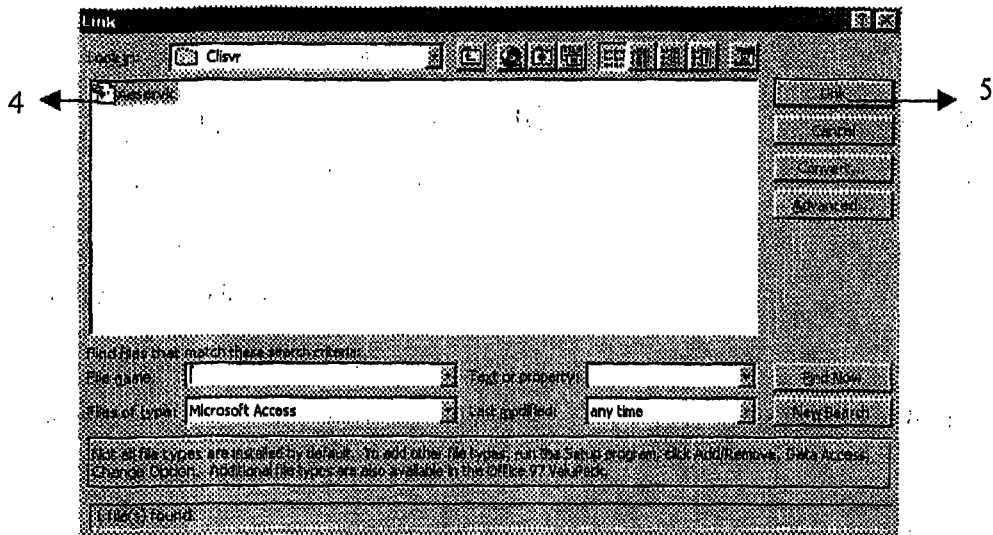 Link
Look in: Clisvr
4
5
Link
Cancel
Convert...
Advanced...
Find files that match these search criteria:
File name: Text or property: Find Now
Files of type: Microsoft Access Last modified: any time New Search
Not all file types are installed by default. To add other file types, run the Setup program, click Add/Remove, Data Access,
Change Option. Additional file types are also available in the Office 97 ValuPack.
1 file(s) found.